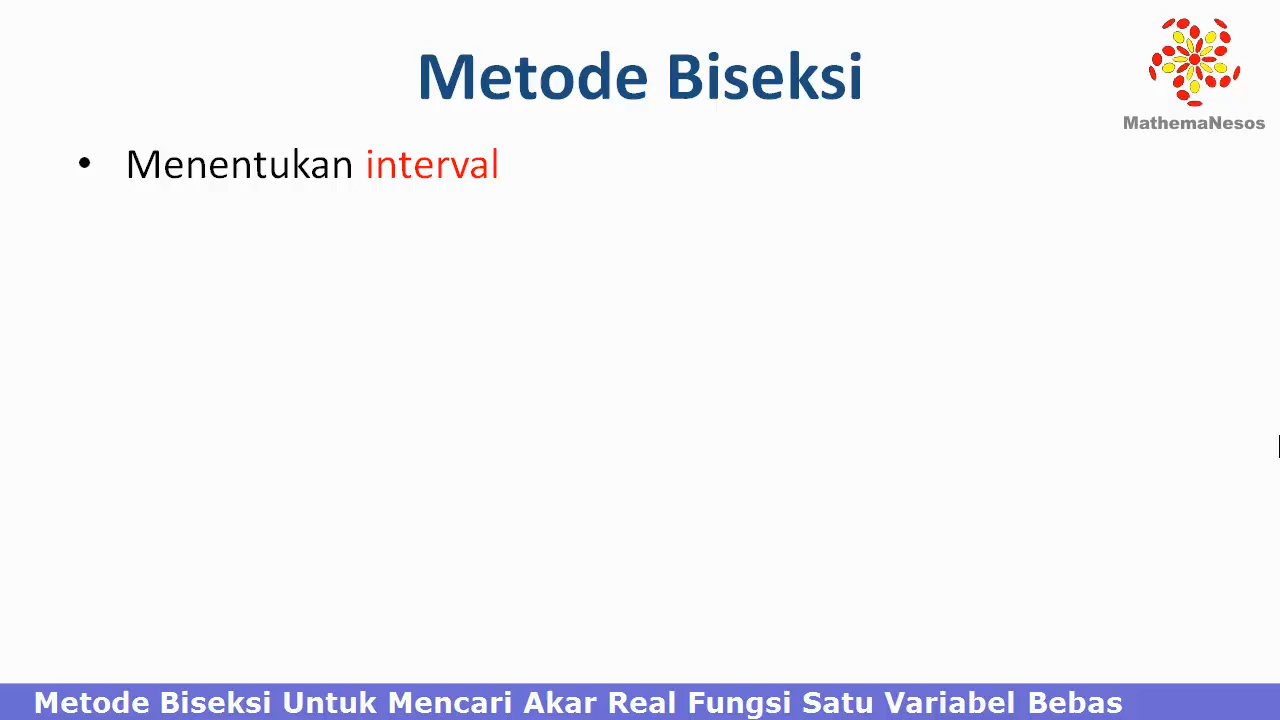 Metode Biseksi
MathemaNesos
• Menentukan interval
Metode Biseksi Untuk Mencari Akar Real Fungsi Satu Variabel Bebas